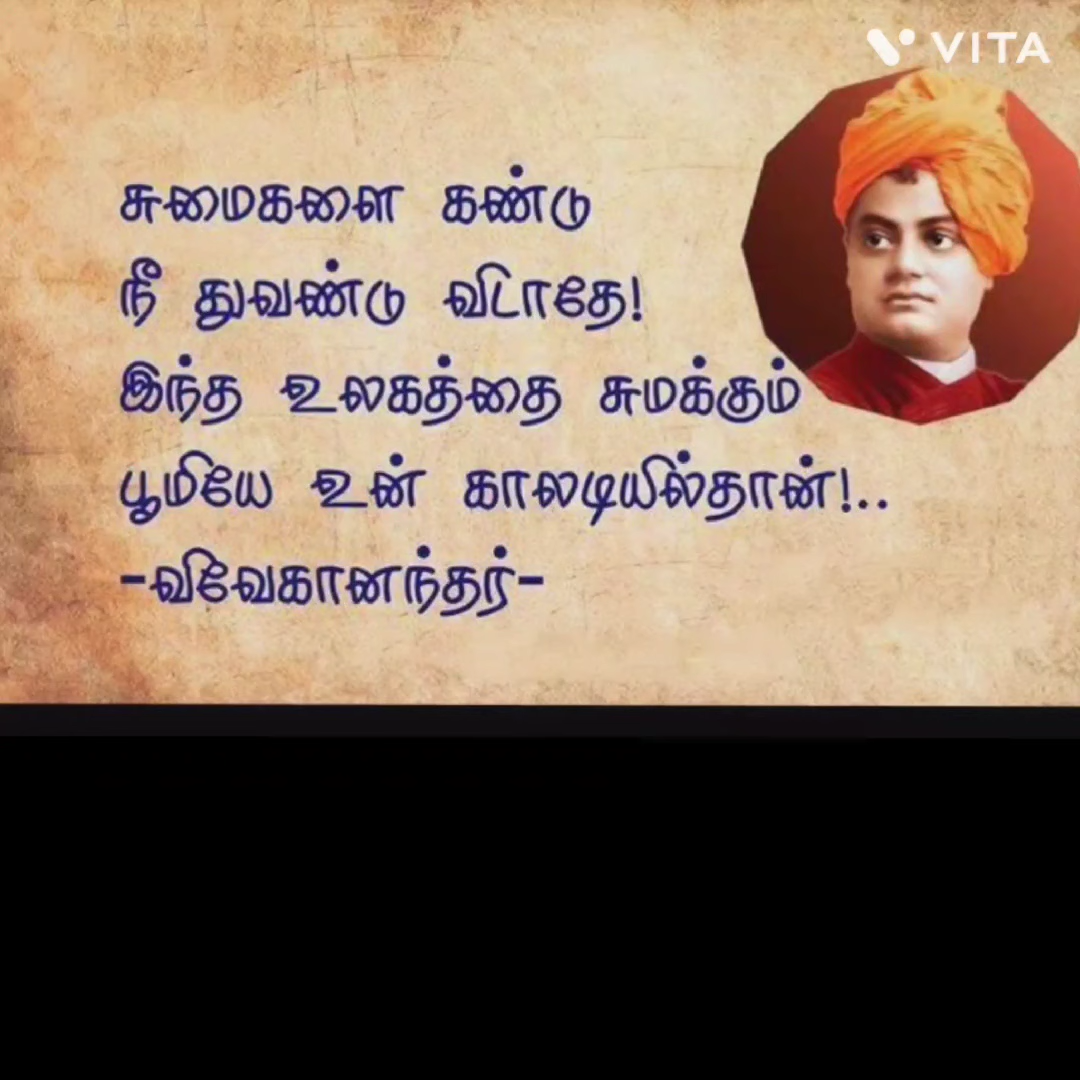 VITA
சுமைகளை கண்டு
நீ துவண்டு விடாதே!
இந்த உலகத்தை சுமக்கும்
பூமியே உன் காலடியில்தான்!..
-விவேகானந்தர்-